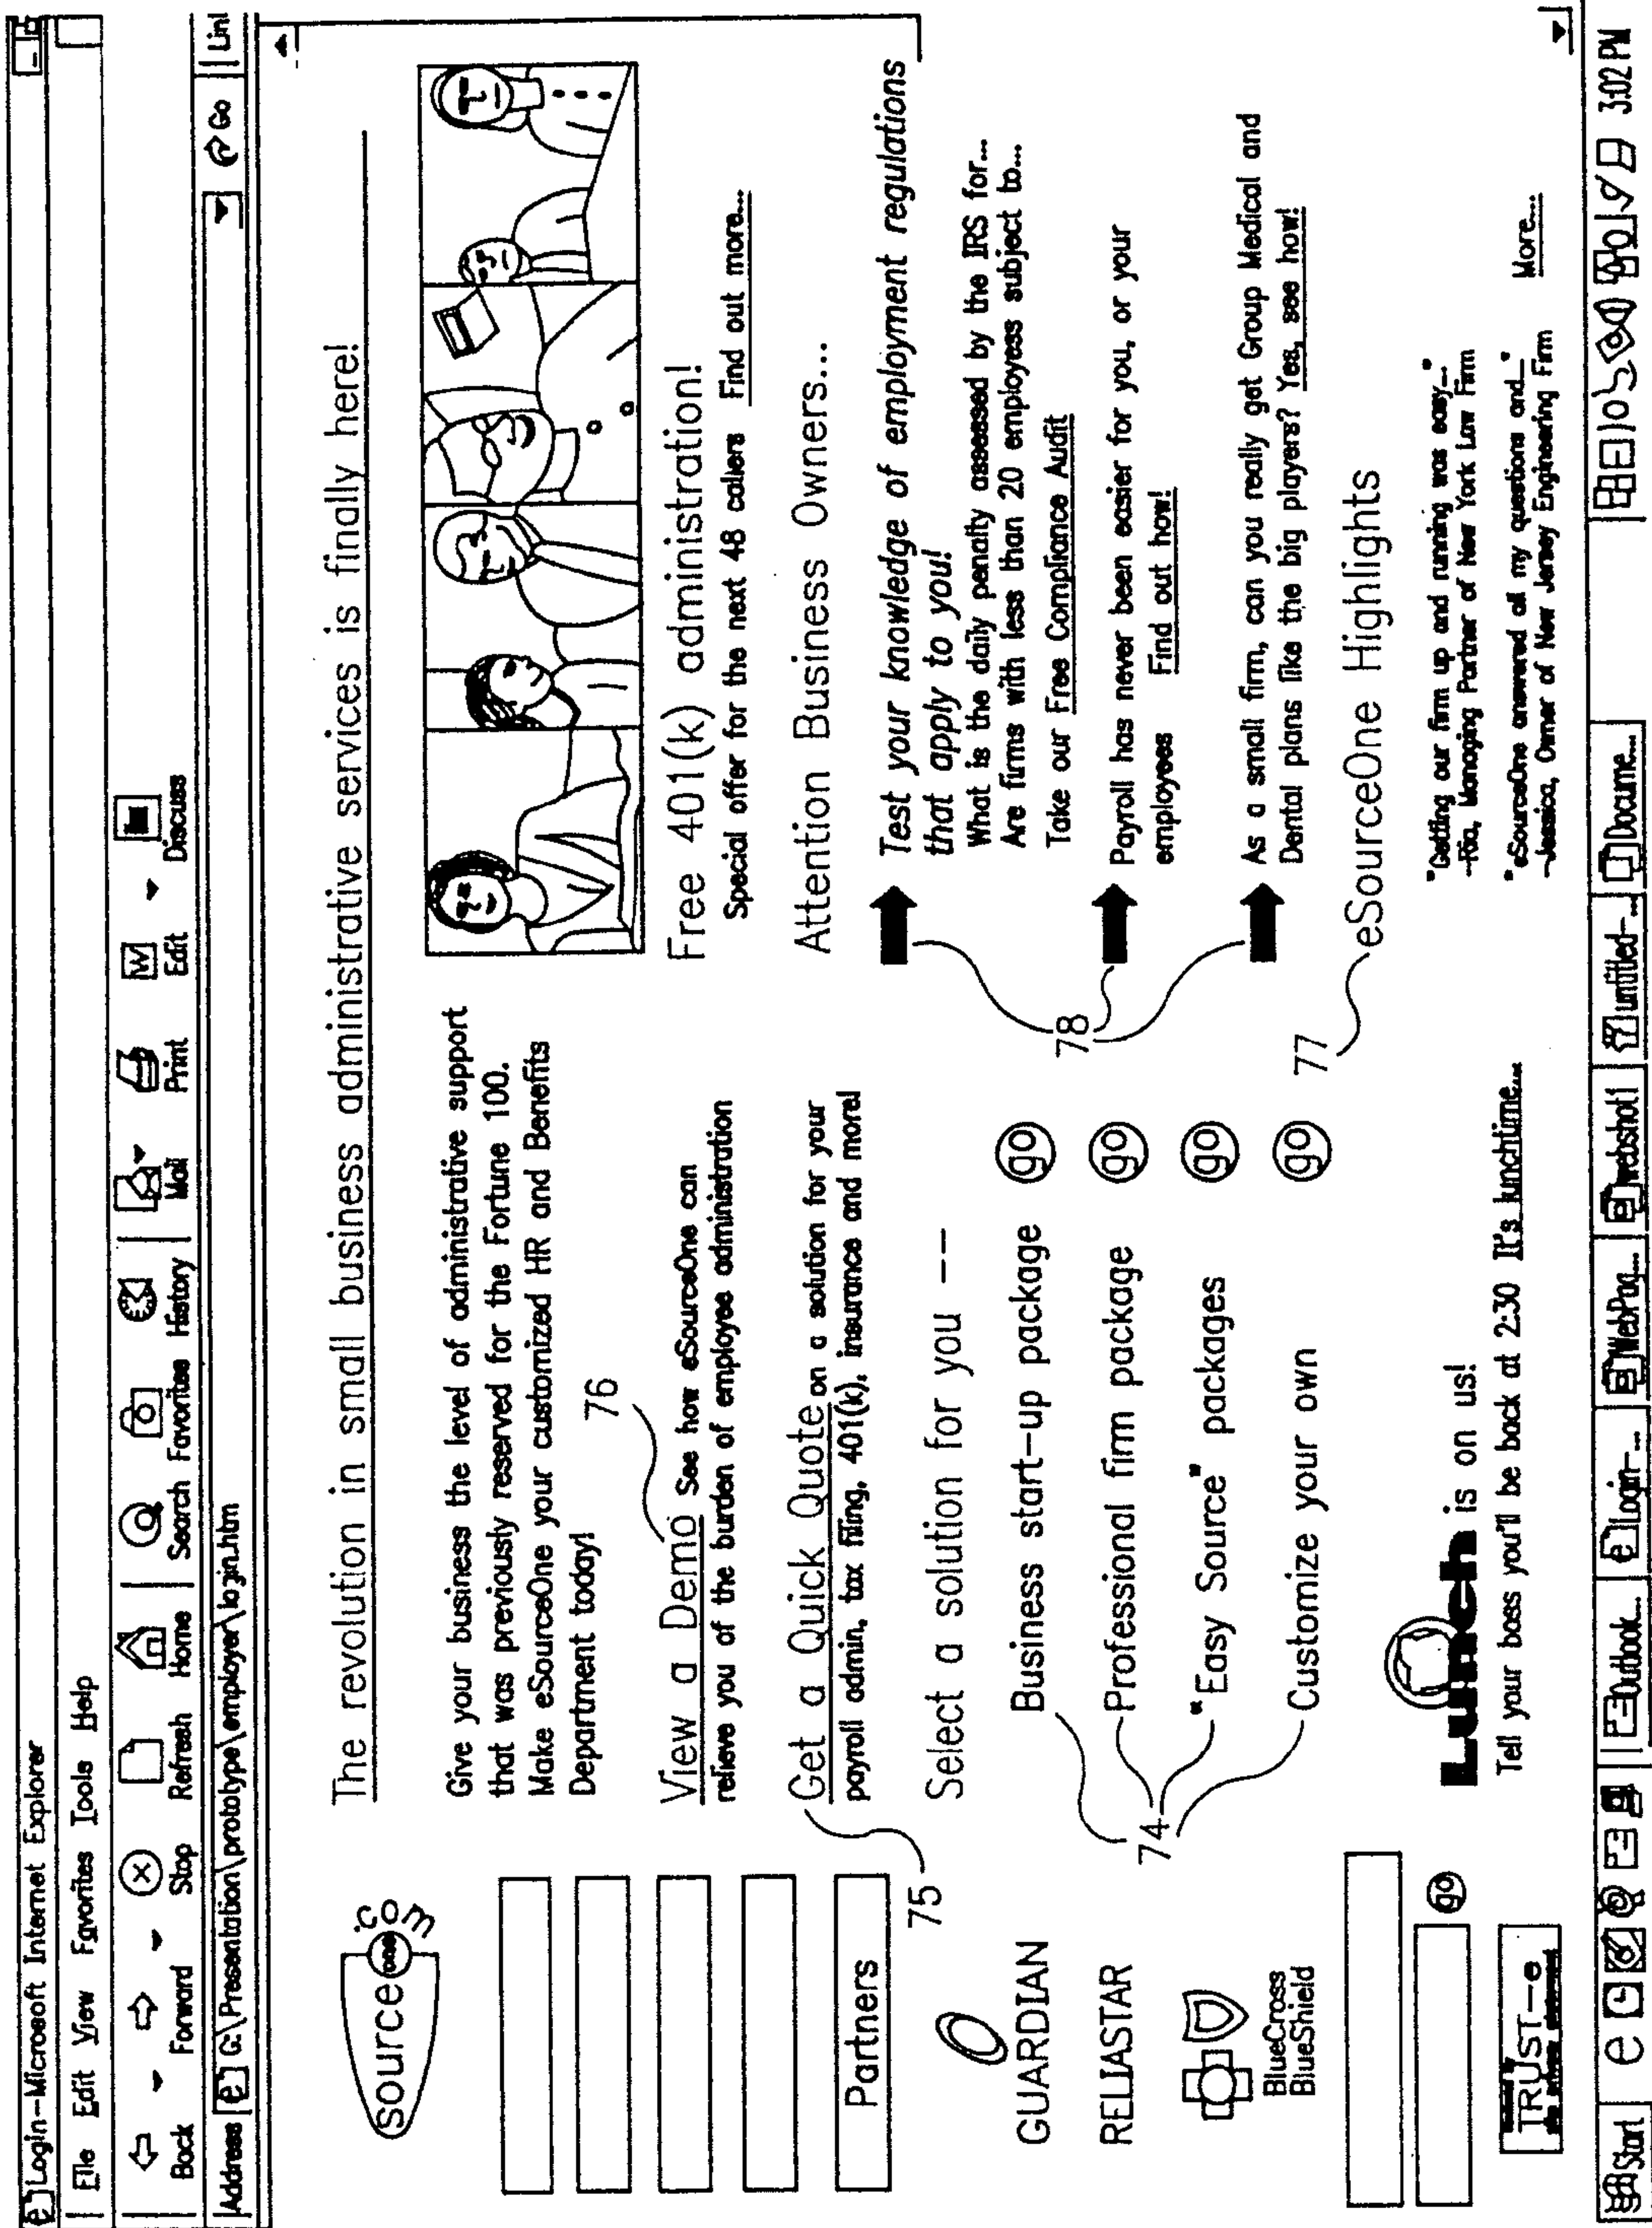 Login-Microsoft Internet Explorer
File Edit View Favorites Tools Help
Back Forward Stop Refresh Home Search Favorites History Mail Print Edit Discuss
Address G:\Presentation\prototype\employer\login.htm Go Lin
source one .com
Partners
75
GUARDIAN
RELIASTAR
BlueCross
BlueShield
go
TRUST-e
The revolution in small business administrative services is finally here!
Give your business the level of administrative support
that was previously reserved for the Fortune 100.
Make eSourceOne your customized HR and Benefits
Department today!
76
View a Demo See how eSourceOne can
relieve you of the burden of employee administration
Get a Quick Quote on a solution for your
payroll admin, tax filing, 401(k), insurance and more!
Select a solution for you --
Business start-up package go
Professional firm package go
"Easy Source" packages go
Customize your own go
74
Lunch is on us!
Tell your boss you'll be back at 2:30 It's lunchtime...
Free 401(k) administration!
Special offer for the next 48 callers Find out more...
Attention Business Owners...
Test your knowledge of employment regulations
that apply to you!
What is the daily penalty assessed by the IRS for...
Are firms with less than 20 employess subject to...
Take our Free Compliance Audit
78
Payroll has never been easier for you, or your
employees Find out how!
As a small firm, can you really get Group Medical and
Dental plans like the big players? Yes, see how!
77
eSourceOne Highlights
"Getting our firm up and running was easy..."
Managing Partner of New York Law Firm
"eSourceOne answered all my questions and..."
-Jessica, Owner of New Jersey Engineering Firm
More...
Start Outlook... Login-... WebPag... webshot1 untitled-... Docume... 3:02 PM